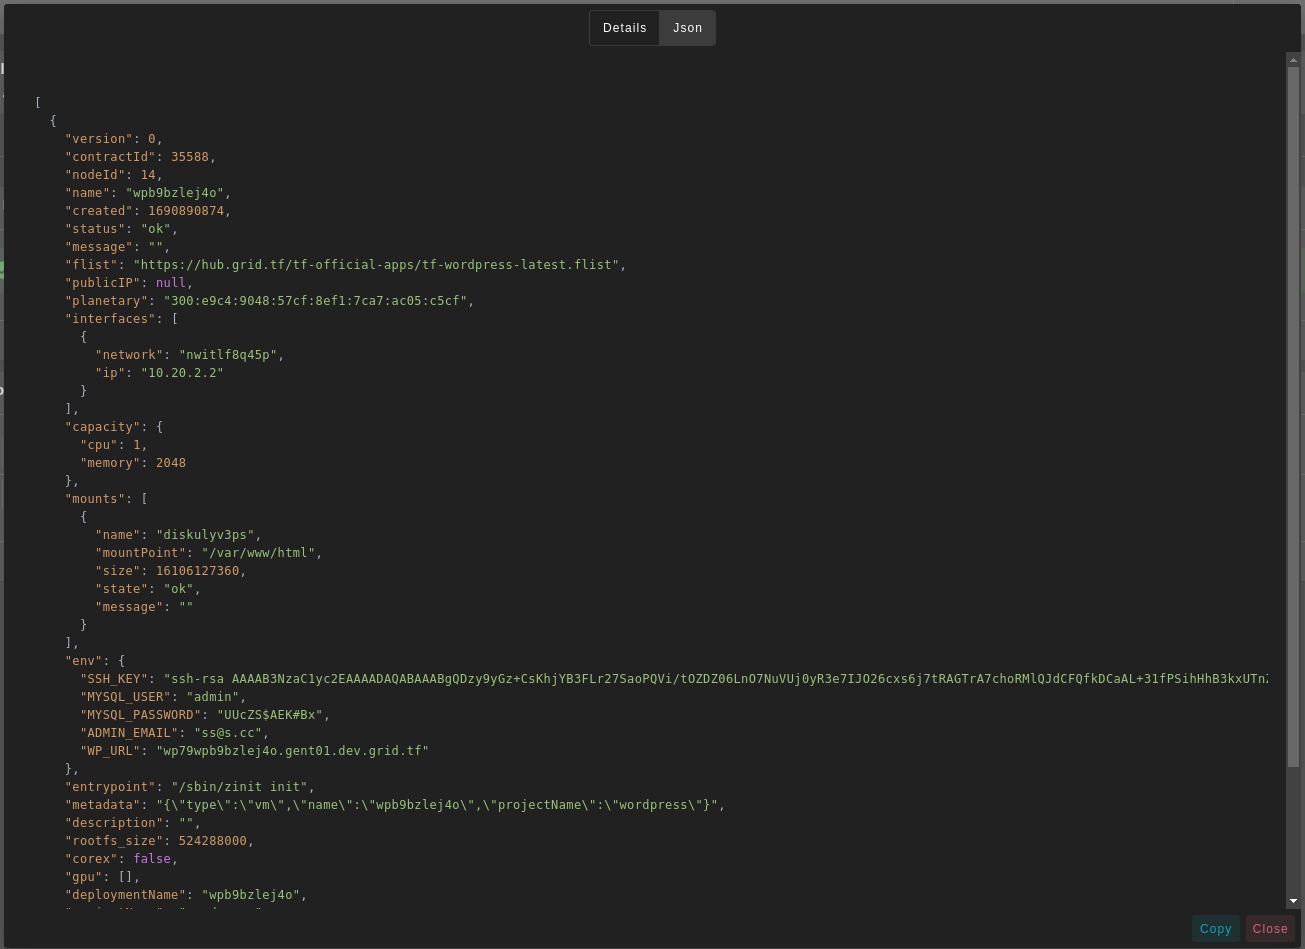 Details Json
[
{
"version": 0,
"contractId": 35588,
"nodeId": 14,
"name": "wpb9bzlej4o",
"created": 1690890874,
"status": "ok",
"message": "",
"flist": "https://hub.grid.tf/tf-official-apps/tf-wordpress-latest.flist",
"publicIP": null,
"planetary": "300:e9c4:9048:57cf:8ef1:7ca7:ac05:c5cf",
"interfaces": [
{
"network": "nwitlf8q45p",
"ip": "10.20.2.2"
}
],
"capacity": {
"cpu": 1,
"memory": 2048
},
"mounts": [
{
"name": "diskulyv3ps",
"mountPoint": "/var/www/html",
"size": 16106127360,
"state": "ok",
"message": ""
}
],
"env": {
"SSH_KEY": "ssh-rsa AAAAB3NzaC1yc2EAAAADAQABAAABgQDzy9yGz+CsKhjYB3FLr27SaoPQVi/tOZDZ06LnO7NuVUj0yR3e7IJO26cxs6j7tRAGTrA7choRMlQJdCFQfkDCaAL+31fPSihHhB3kxUTn
"MYSQL_USER": "admin",
"MYSQL_PASSWORD": "UUcZS$AEK#Bx",
"ADMIN_EMAIL": "ss@s.cc",
"WP_URL": "wp79wpb9bzlej4o.gent01.dev.grid.tf"
},
"entrypoint": "/sbin/zinit init",
"metadata": "{\"type\":\"vm\",\"name\":\"wpb9bzlej4o\",\"projectName\":\"wordpress\"}",
"description": "",
"rootfs_size": 524288000,
"corex": false,
"gpu": [],
"deploymentName": "wpb9bzlej4o",
Copy Close